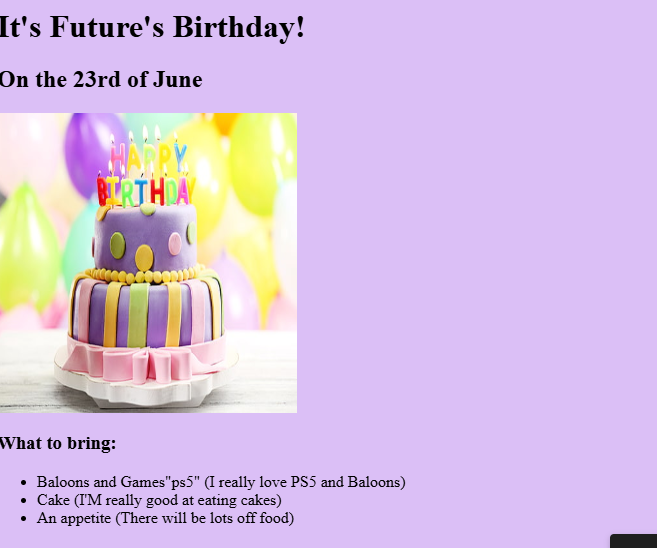 It's Future's Birthday!
On the 23rd of June
HAPPY
BIRTHDAY
What to bring:
Baloons and Games"ps5" (I really love PS5 and Baloons)
Cake (I'M really good at eating cakes)
An appetite (There will be lots off food)